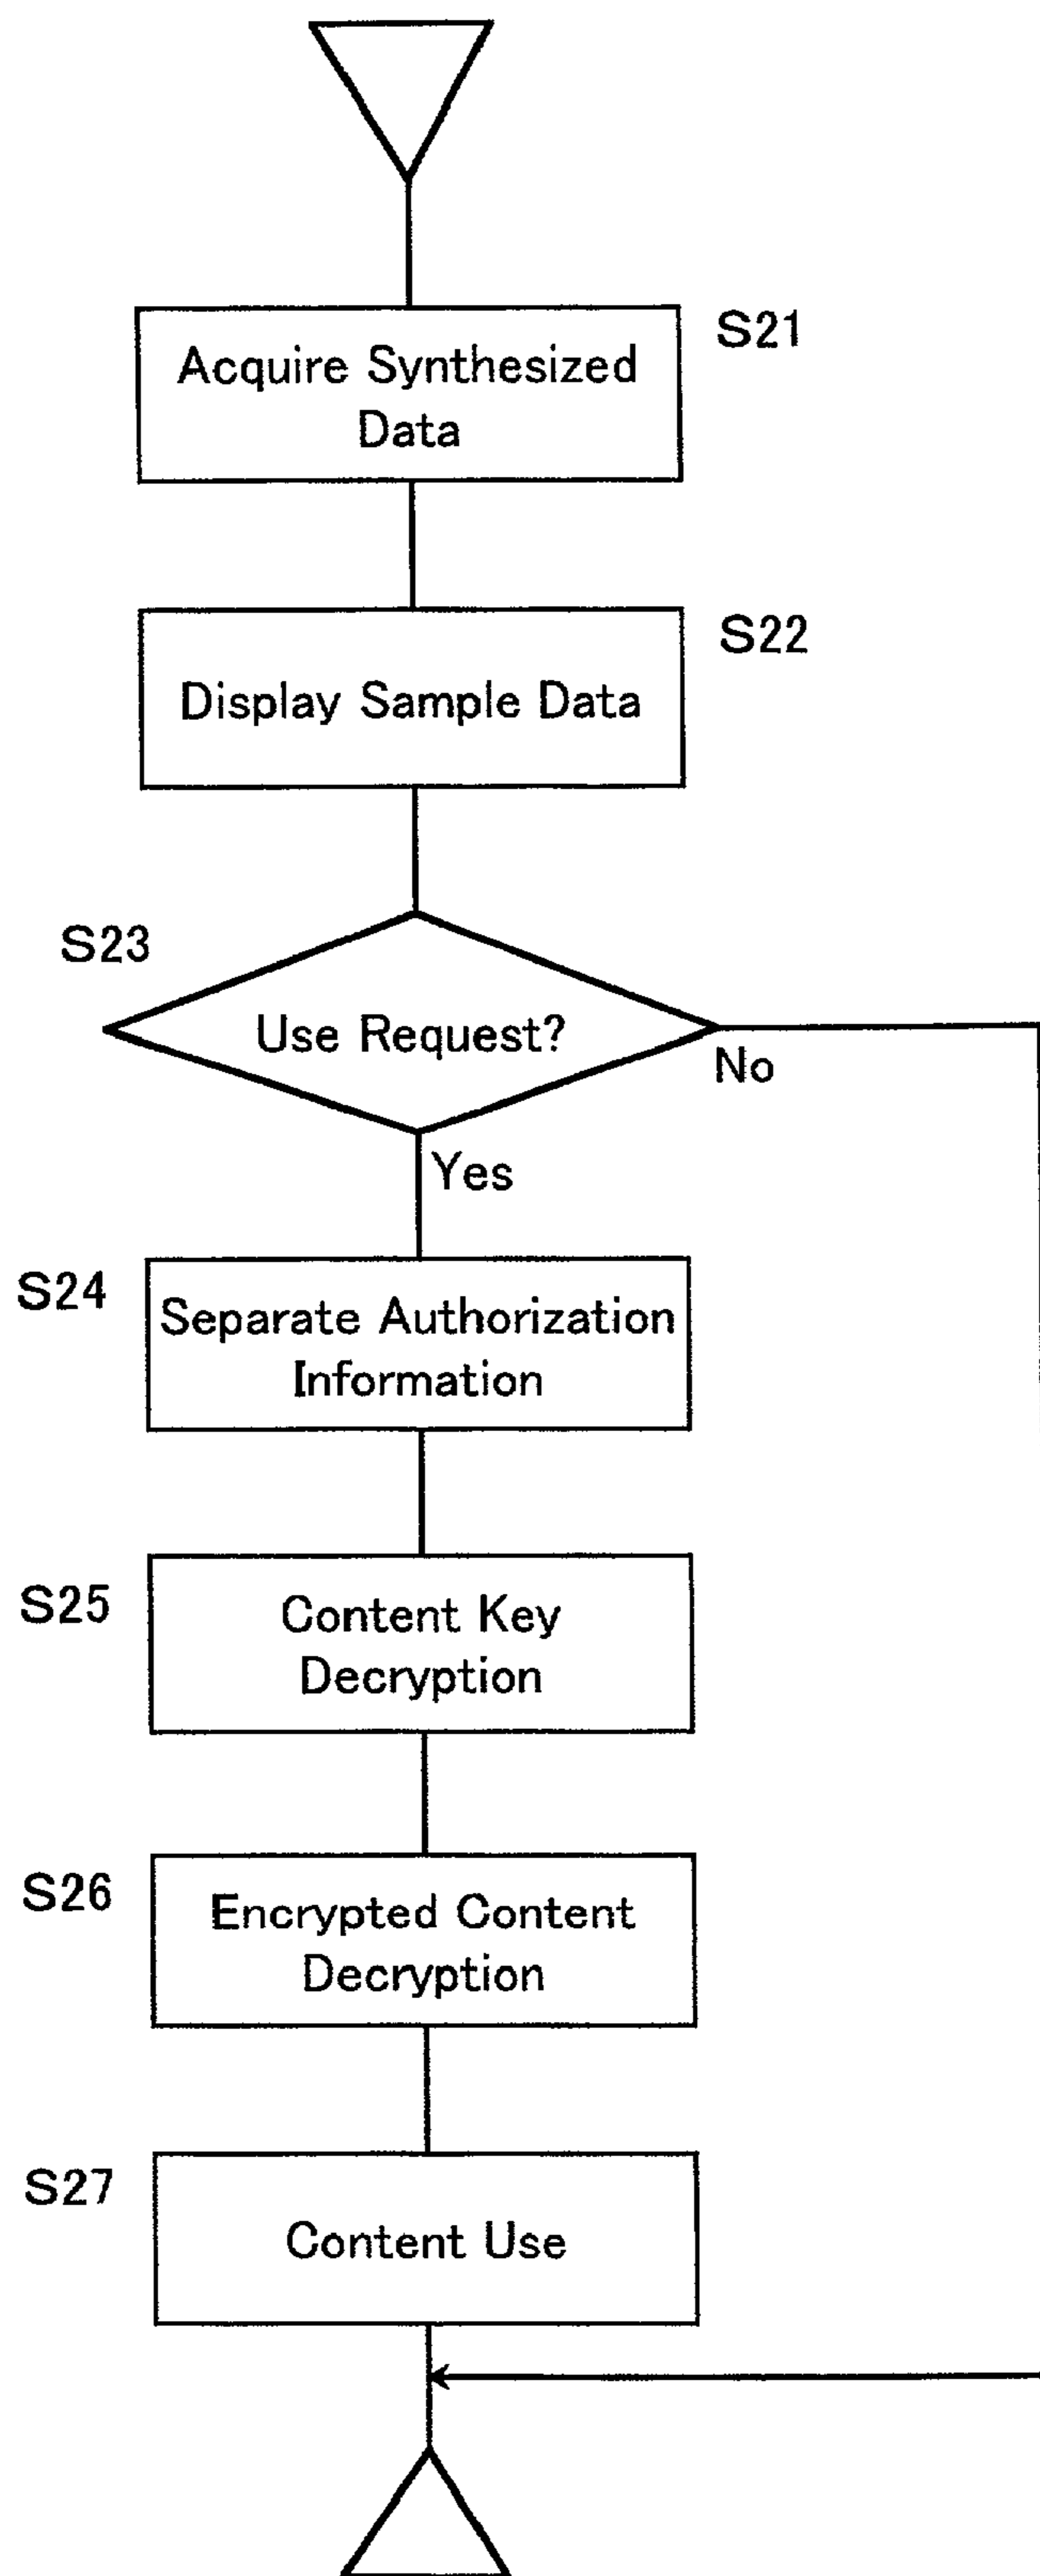 S21
Acquire Synthesized
Data
S22
Display Sample Data
S23
Use Request?
No
Yes
S24
Separate Authorization
Information
S25
Content Key
Decryption
S26
Encrypted Content
Decryption
S27
Content Use